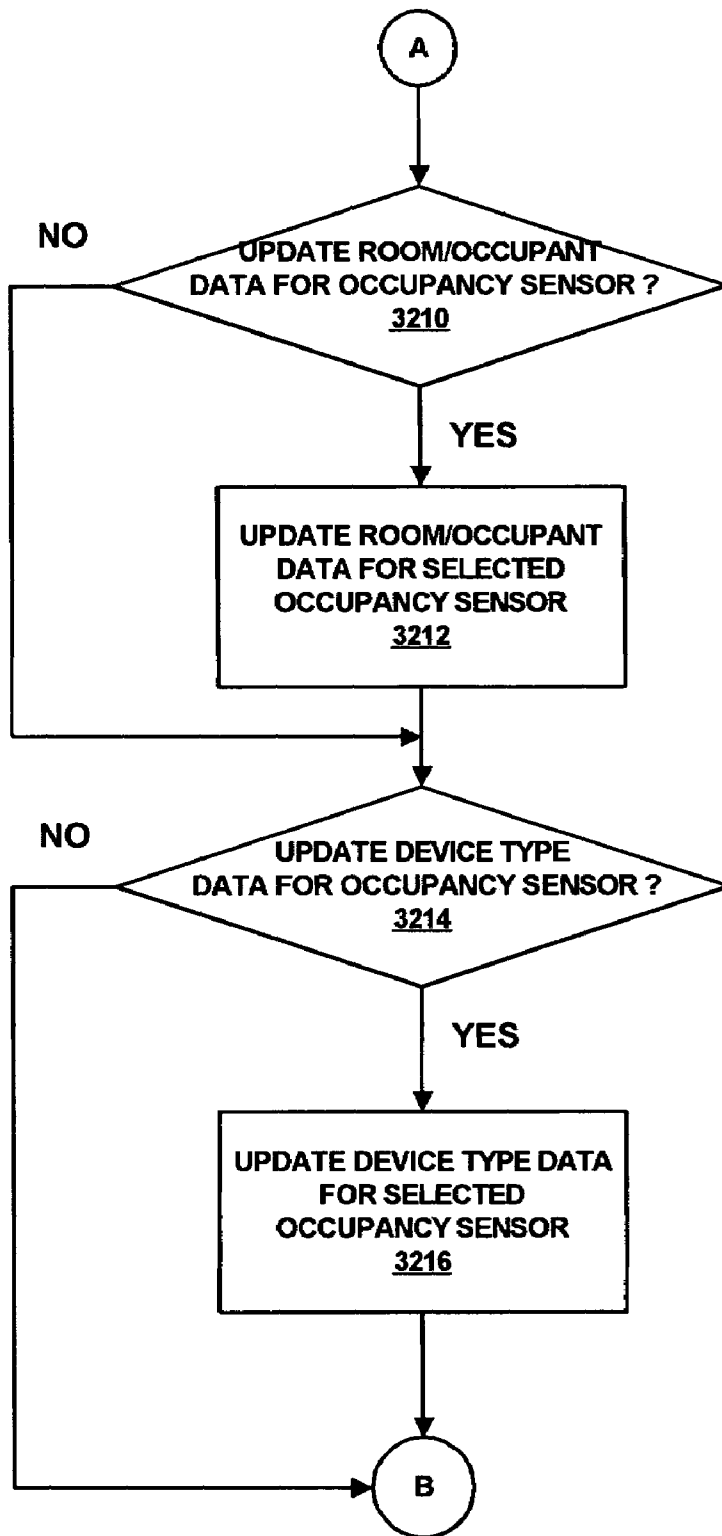 A
NO
UPDATE ROOM/OCCUPANT
DATA FOR OCCUPANCY SENSOR ?
3210
YES
UPDATE ROOM/OCCUPANT
DATA FOR SELECTED
OCCUPANCY SENSOR
3212
NO
UPDATE DEVICE TYPE
DATA FOR OCCUPANCY SENSOR ?
3214
YES
UPDATE DEVICE TYPE DATA
FOR SELECTED
OCCUPANCY SENSOR
3216
B